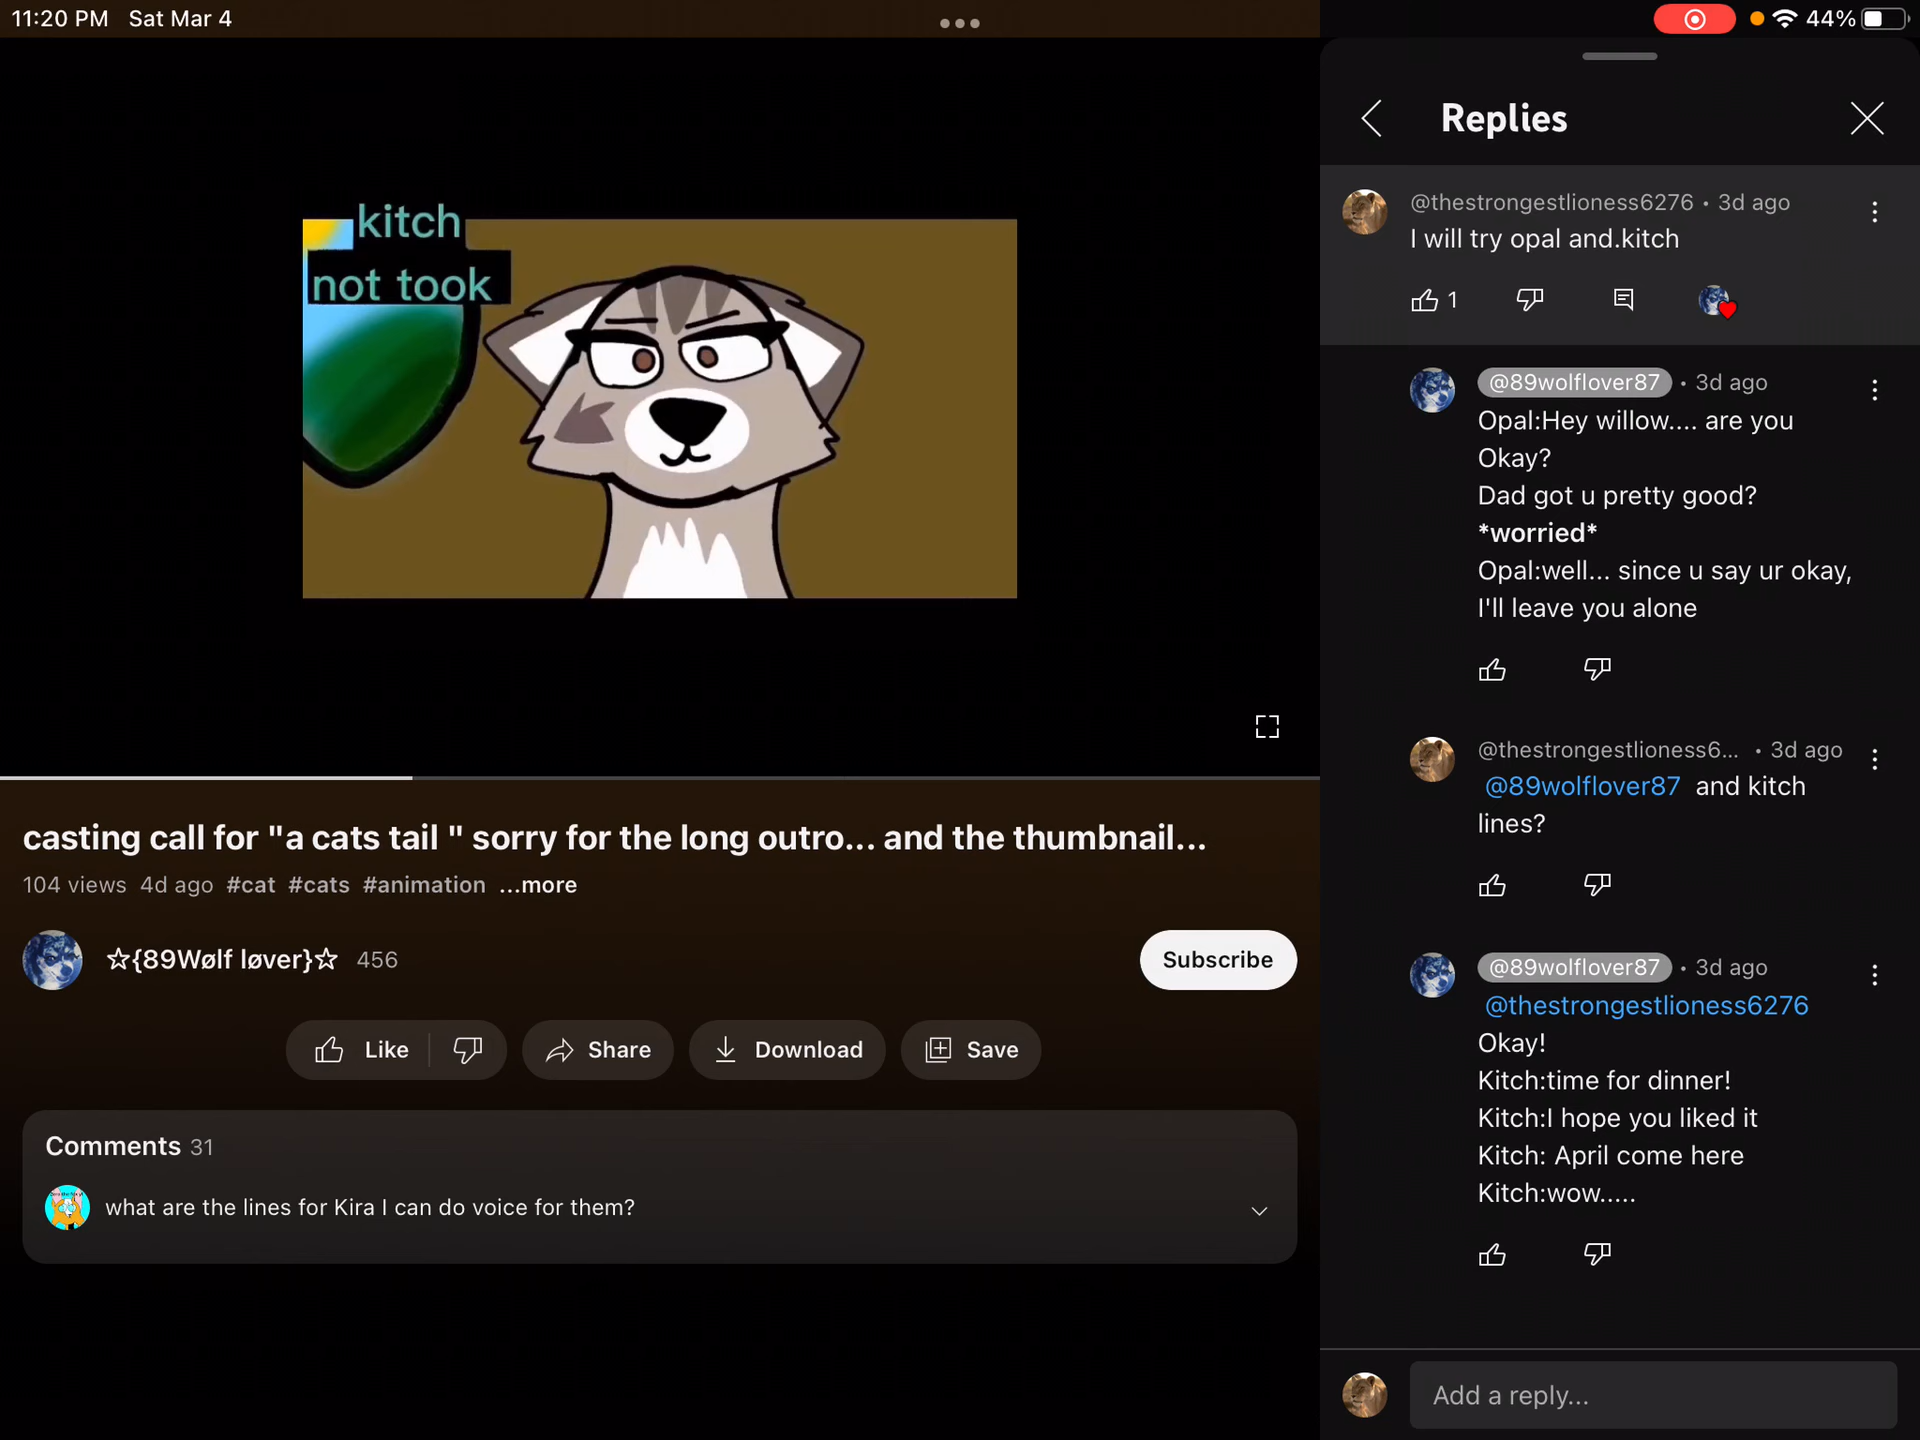 11:20 PM Sat Mar 4
44%
kitch
not took
casting call for "a cats tail " sorry for the long outro... and the thumbnail...
104 views 4d ago #cat #cats #animation ...more
☆{89Wølf løver}☆ 456
Subscribe
Like
Share
Download
Save
Comments 31
what are the lines for Kira I can do voice for them?
Replies
@thestrongestlioness6276 • 3d ago
I will try opal and.kitch
1
@89wolflover87 • 3d ago
Opal:Hey willow.... are you
Okay?
Dad got u pretty good?
*worried*
Opal:well... since u say ur okay,
I'll leave you alone
@thestrongestlioness6... • 3d ago
@89wolflover87 and kitch
lines?
@89wolflover87 • 3d ago
@thestrongestlioness6276
Okay!
Kitch:time for dinner!
Kitch:I hope you liked it
Kitch: April come here
Kitch:wow.....
Add a reply...